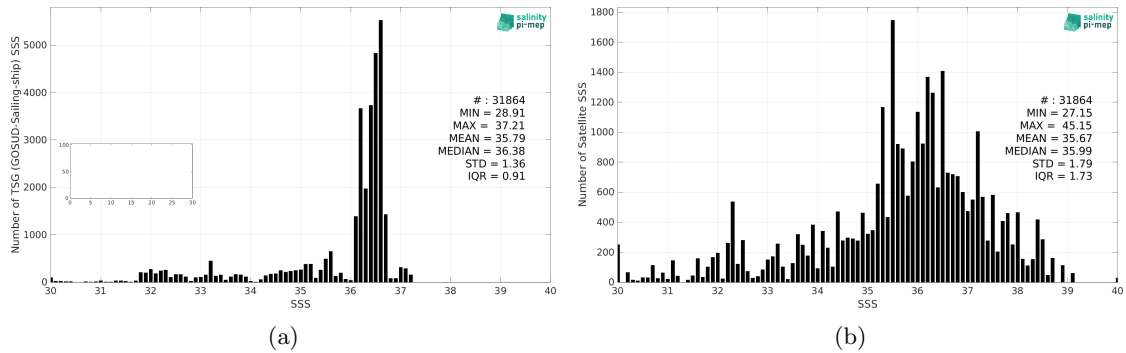 salinity
pi-mep
Number of TSG (GOSUD-Sailing-ship) SSS
5000
4000
3000
2000
1000
0
# : 31864
MIN = 28.91
MAX = 37.21
MEAN = 35.79
MEDIAN = 36.38
STD = 1.36
IQR = 0.91
100
50
0
0 5 10 15 20 25 30
30 31 32 33 34 35 36 37 38 39 40
SSS
(a)
salinity
pi-mep
Number of Satellite SSS
1800
1600
1400
1200
1000
800
600
400
200
0
# : 31864
MIN = 27.15
MAX = 45.15
MEAN = 35.67
MEDIAN = 35.99
STD = 1.79
IQR = 1.73
30 31 32 33 34 35 36 37 38 39 40
SSS
(b)